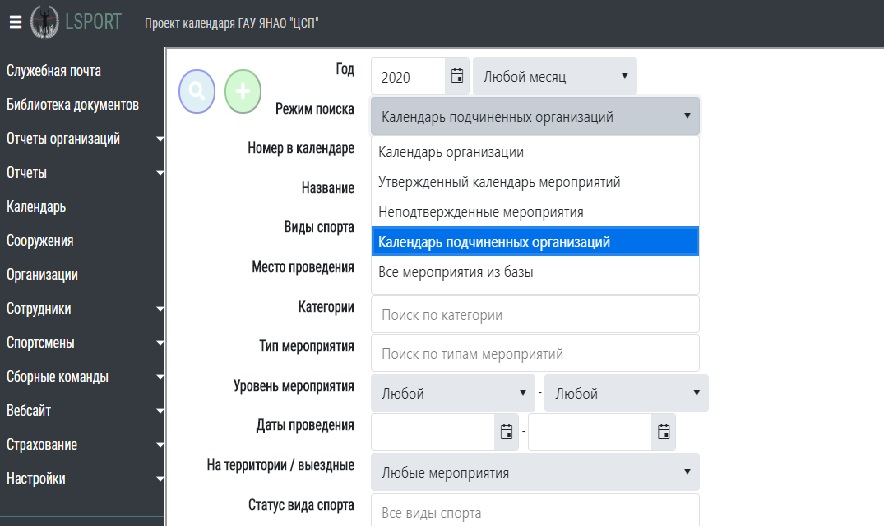 LSPORT
Проект календаря ГАУ ЯНАО "ЦСП"
Служебная почта
Библиотека документов
Отчеты организаций
Отчеты
Календарь
Сооружения
Организации
Сотрудники
Спортсмены
Сборные команды
Вебсайт
Страхование
Настройки
Год 2020 Любой месяц
Режим поиска Календарь подчиненных организаций
Номер в календаре
Календарь организации
Название
Утвержденный календарь мероприятий
Неподтвержденные мероприятия
Виды спорта
Календарь подчиненных организаций
Место проведения
Все мероприятия из базы
Категории Поиск по категории
Тип мероприятия Поиск по типам мероприятий
Уровень мероприятия Любой - Любой
Даты проведения -
На территории / выездные Любые мероприятия
Статус вида спорта Все виды спорта